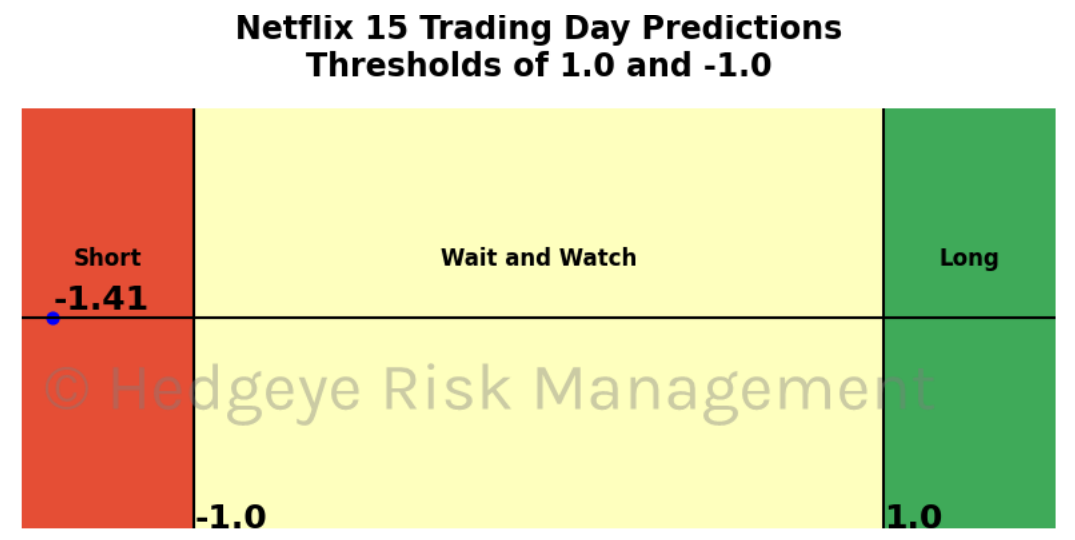 Netflix 15 Trading Day Predictions
Thresholds of 1.0 and -1.0
Short
Wait and Watch
Long
-1.41
© Hedgeye Risk Management
-1.0
1.0